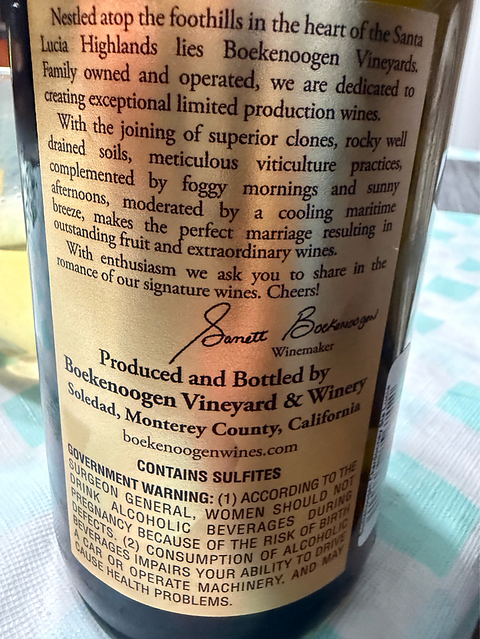 Nestled atop the foothills in the heart of the Santa
Lucia Highlands lies Boekenoogen Vineyards.
Family owned and operated, we are dedicated to
creating exceptional limited production wines.
With the joining of superior clones, rocky well
drained soils, meticulous viticulture practices,
complemented by foggy mornings and sunny
afternoons, moderated by a cooling maritime
breeze, makes the perfect marriage resulting in
outstanding fruit and extraordinary wines.
With enthusiasm we ask you to share in the
romance of our signature wines. Cheers!
Garrett Boekenoogen
Winemaker
Produced and Bottled by
Boekenoogen Vineyard & Winery
Soledad, Monterey County, California
boekenoogenwines.com
CONTAINS SULFITES
GOVERNMENT WARNING: (1) ACCORDING TO THE
SURGEON GENERAL, WOMEN SHOULD NOT
DRINK ALCOHOLIC BEVERAGES DURING
PREGNANCY BECAUSE OF THE RISK OF BIRTH
DEFECTS. (2) CONSUMPTION OF ALCOHOLIC
BEVERAGES IMPAIRS YOUR ABILITY TO DRIVE
A CAR OR OPERATE MACHINERY, AND MAY
CAUSE HEALTH PROBLEMS.